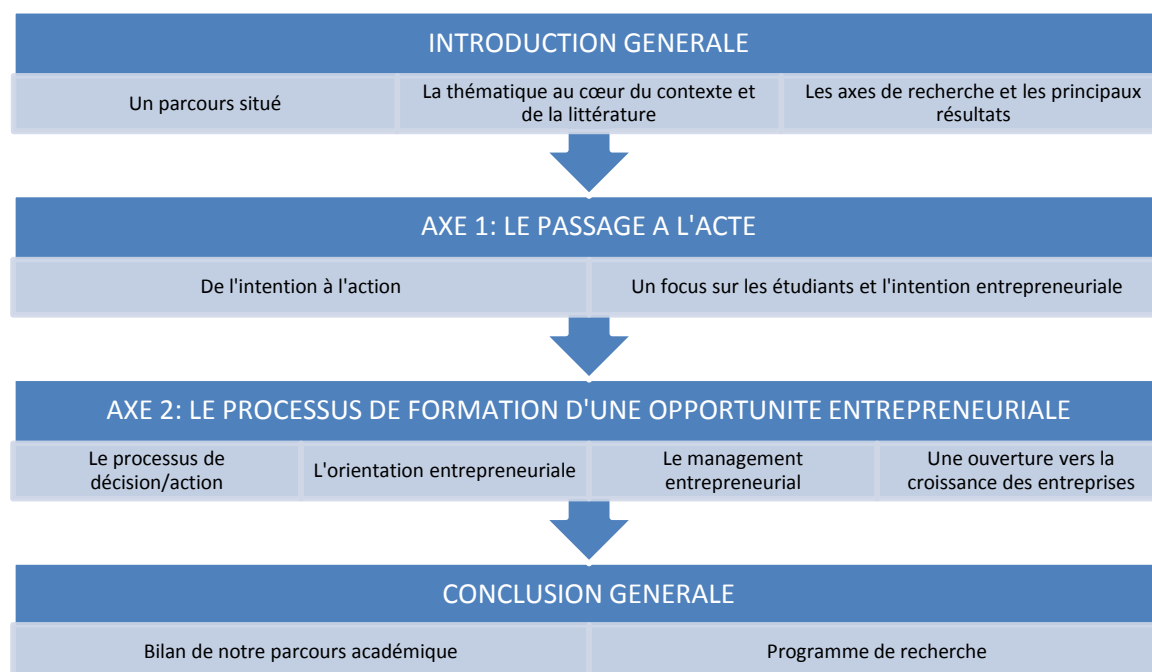 INTRODUCTION GENERALE
Un parcours situé
La thématique au cœur du contexte et
de la littérature
Les axes de recherche et les principaux
résultats
AXE 1: LE PASSAGE A L'ACTE
De l'intention à l'action
Un focus sur les étudiants et l'intention entrepreneuriale
AXE 2: LE PROCESSUS DE FORMATION D'UNE OPPORTUNITE ENTREPRENEURIALE
Le processus de
décision/action
L'orientation entrepreneuriale
Le management
entrepreneurial
Une ouverture vers la
croissance des entreprises
CONCLUSION GENERALE
Bilan de notre parcours académique
Programme de recherche